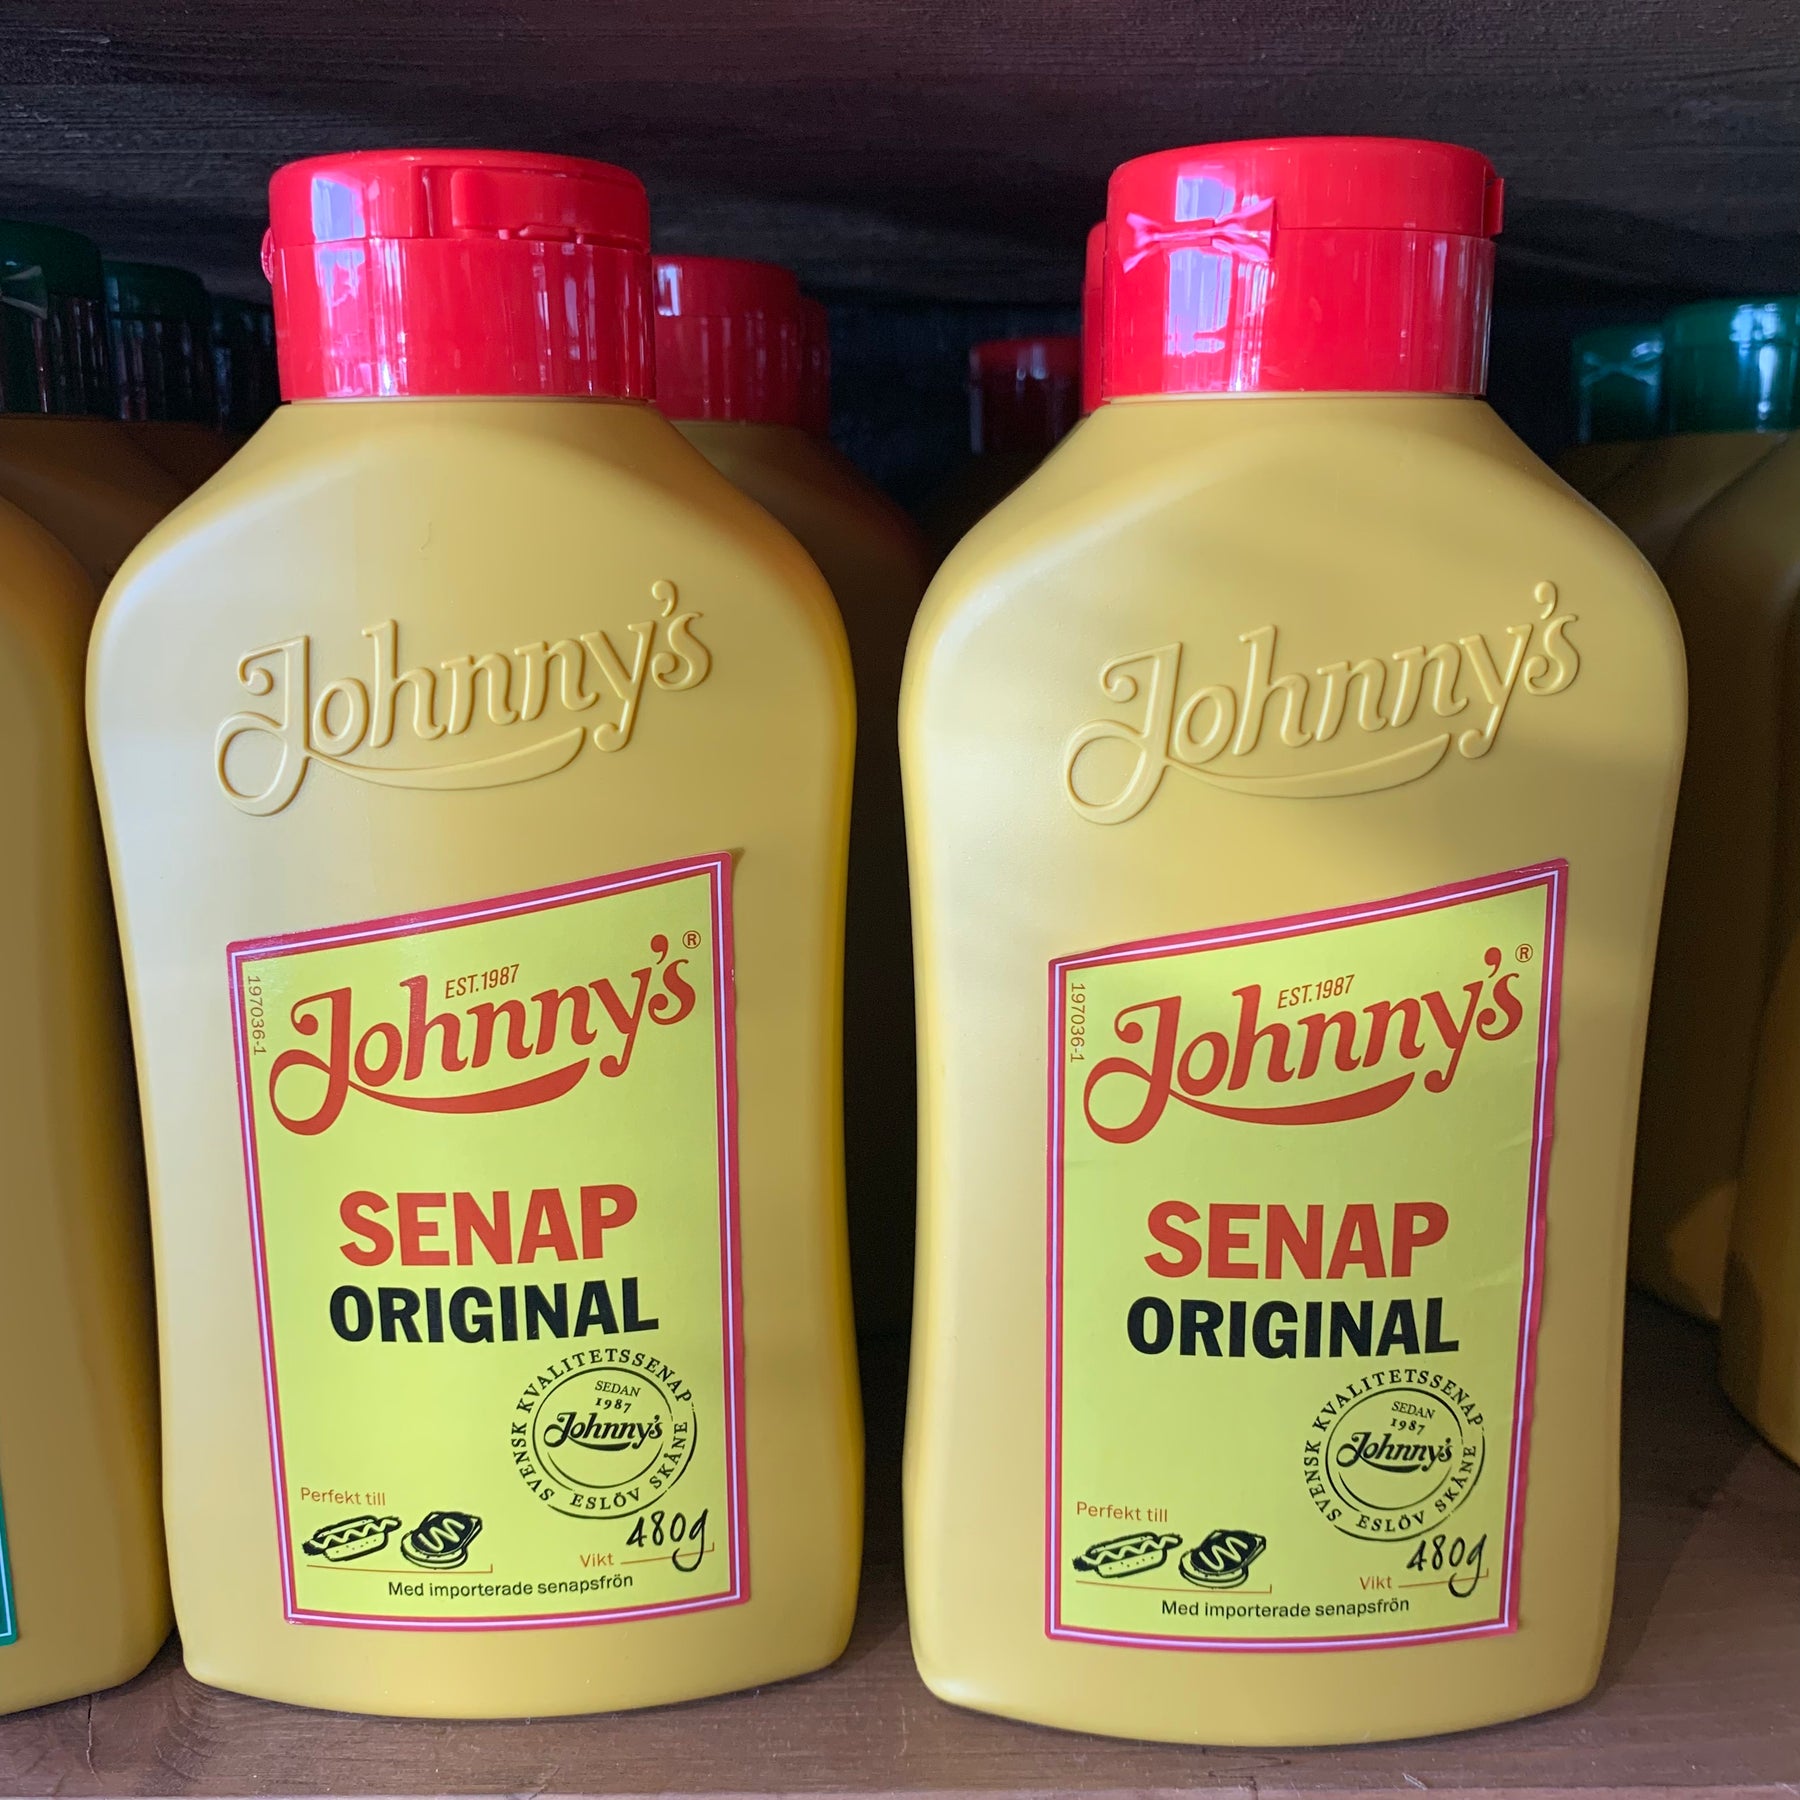 Johnny's
EST.1987
Johnny's®
197036-1
SENAP
ORIGINAL
SVENSK KVALITETSSENAP
SEDAN
1987
Johnny's
ESLÖV SKÅNE
Perfekt till
Vikt 480g
Med importerade senapsfrön
Johnny's
EST.1987
Johnny's®
197036-1
SENAP
ORIGINAL
SVENSK KVALITETSSENAP
SEDAN
1987
Johnny's
ESLÖV SKÅNE
Perfekt till
Vikt 480g
Med importerade senapsfrön